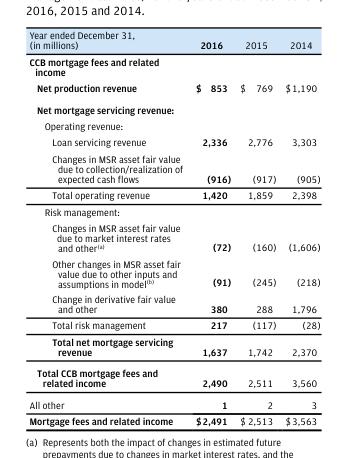 2016, 2015 and 2014.
Year ended December 31,
(in millions) 2016 2015 2014
CCB mortgage fees and related
income
Net production revenue $ 853 $ 769 $1,190
Net mortgage servicing revenue:
Operating revenue:
Loan servicing revenue 2,336 2,776 3,303
Changes in MSR asset fair value
due to collection/realization of
expected cash flows (916) (917) (905)
Total operating revenue 1,420 1,859 2,398
Risk management:
Changes in MSR asset fair value
due to market interest rates
and other(a) (72) (160) (1,606)
Other changes in MSR asset fair
value due to other inputs and
assumptions in model(b) (91) (245) (218)
Change in derivative fair value
and other 380 288 1,796
Total risk management 217 (117) (28)
Total net mortgage servicing
revenue 1,637 1,742 2,370
Total CCB mortgage fees and
related income 2,490 2,511 3,560
All other 1 2 3
Mortgage fees and related income $2,491 $2,513 $3,563
(a) Represents both the impact of changes in estimated future
prepayments due to changes in market interest rates, and the